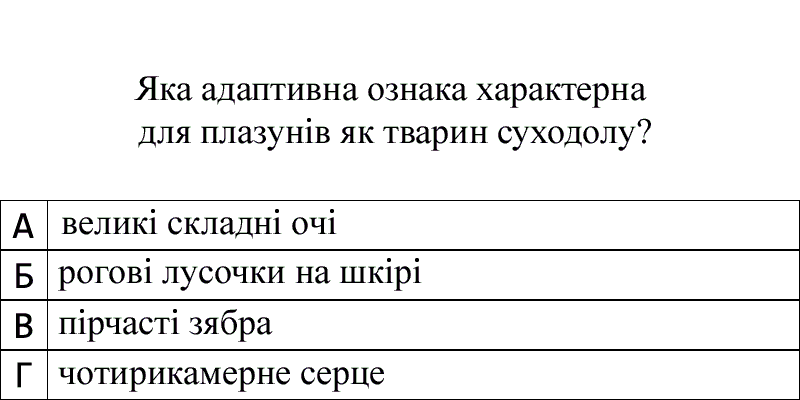 Яка адаптивна ознака характерна
для плазунів як тварин суходолу?
А великі складні очі
Б рогові лусочки на шкірі
В пірчасті зябра
Г чотирикамерне серце